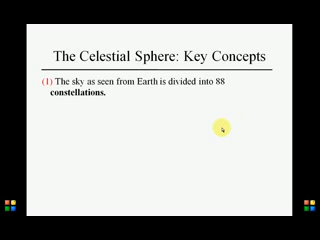 The Celestial Sphere: Key Concepts
(1) The sky as seen from Earth is divided into 88
constellations.